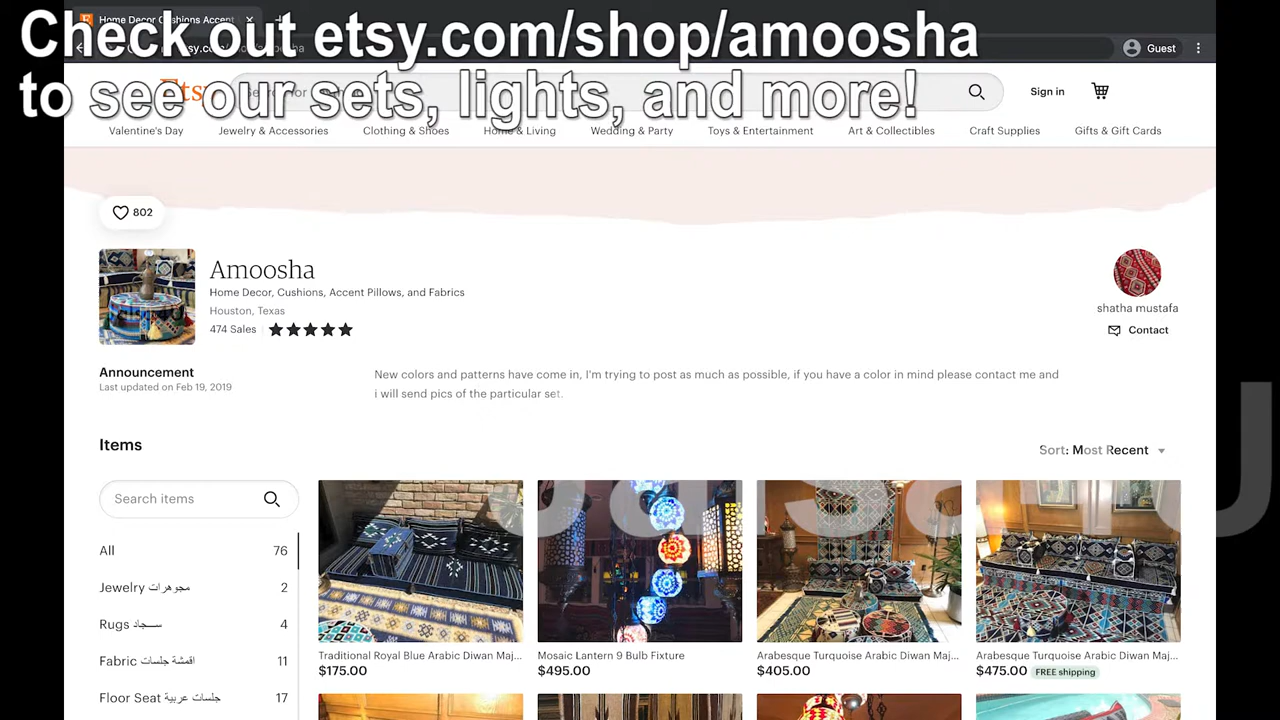 Check out etsy.com/shop/amoosha
to see our sets, lights, and more!
Home Decor Cushions Accent
Guest
Sign in
Valentine's Day Jewelry & Accessories Clothing & Shoes Home & Living Wedding & Party Toys & Entertainment Art & Collectibles Craft Supplies Gifts & Gift Cards
802
Amoosha
Home Decor, Cushions, Accent Pillows, and Fabrics
Houston, Texas
474 Sales
shatha mustafa
Contact
Announcement
Last updated on Feb 19, 2019
New colors and patterns have come in, I'm trying to post as much as possible, if you have a color in mind please contact me and
i will send pics of the particular set.
Items
Sort: Most Recent
Search items
All 76
Jewelry مجوهرات 2
Rugs سـجاد 4
Fabric اقمشة جلسات 11
Floor Seat جلسات عربية 17
Traditional Royal Blue Arabic Diwan Maj...
$175.00
Mosaic Lantern 9 Bulb Fixture
$495.00
Arabesque Turquoise Arabic Diwan Maj...
$405.00
Arabesque Turquoise Arabic Diwan Maj...
$475.00 FREE shipping